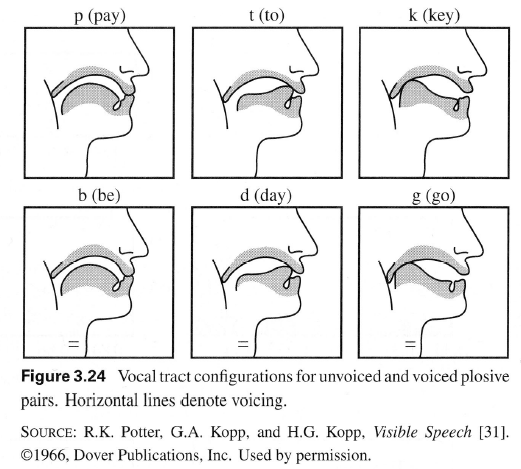 p (pay) t (to) k (key)
b (be) d (day) g (go)
= = =
Figure 3.24 Vocal tract configurations for unvoiced and voiced plosive
pairs. Horizontal lines denote voicing.
SOURCE: R.K. Potter, G.A. Kopp, and H.G. Kopp, Visible Speech [31].
©1966, Dover Publications, Inc. Used by permission.